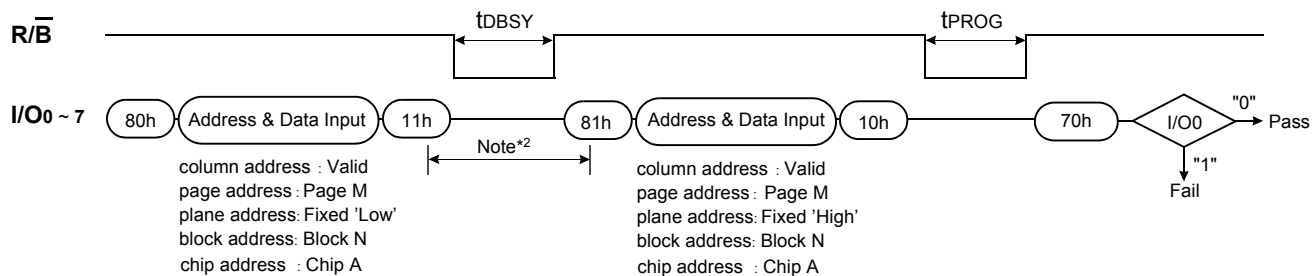 tDBSY tPROG
R/B
I/O0 ~ 7 80h Address & Data Input 11h 81h Address & Data Input 10h 70h I/O0 "0" Pass
Note*2
"1"
Fail
column address : Valid
page address : Page M
plane address: Fixed 'Low'
block address: Block N
chip address : Chip A
column address : Valid
page address : Page M
plane address: Fixed 'High'
block address: Block N
chip address : Chip A